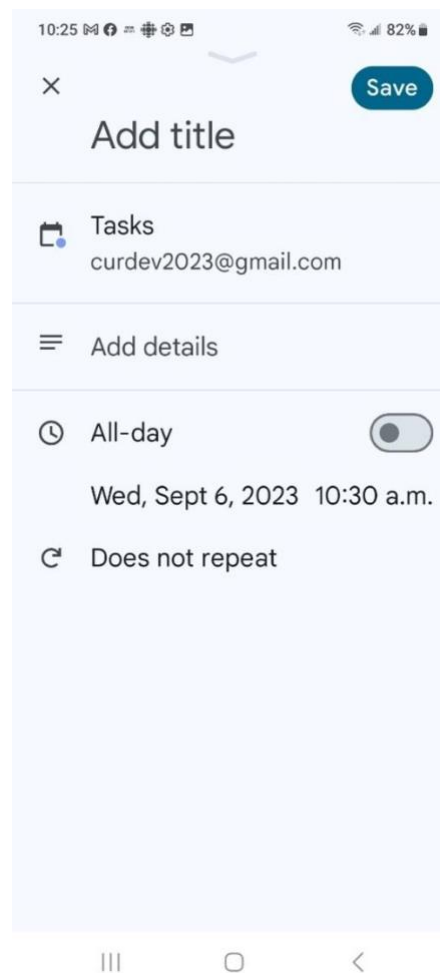 10:25 82%
Save
Add title
Tasks
curdev2023@gmail.com
Add details
All-day
Wed, Sept 6, 2023 10:30 a.m.
Does not repeat